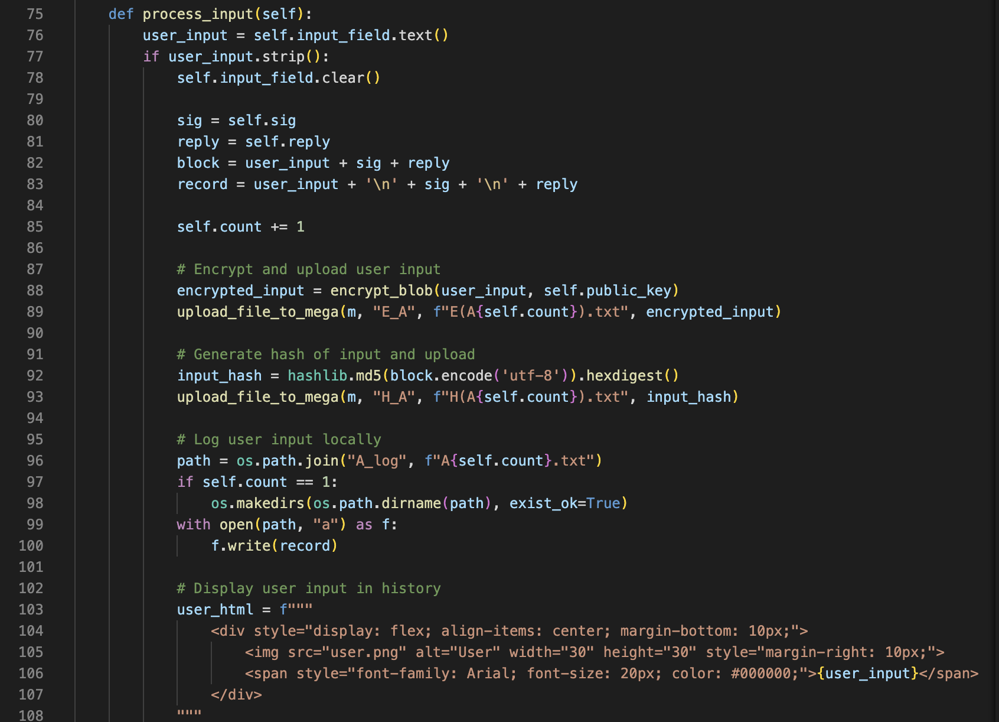 75 def process_input(self):
76 user_input = self.input_field.text()
77 if user_input.strip():
78 self.input_field.clear()
79
80 sig = self.sig
81 reply = self.reply
82 block = user_input + sig + reply
83 record = user_input + '\n' + sig + '\n' + reply
84
85 self.count += 1
86
87 # Encrypt and upload user input
88 encrypted_input = encrypt_blob(user_input, self.public_key)
89 upload_file_to_mega(m, "E_A", f"E(A{self.count}).txt", encrypted_input)
90
91 # Generate hash of input and upload
92 input_hash = hashlib.md5(block.encode('utf-8')).hexdigest()
93 upload_file_to_mega(m, "H_A", f"H(A{self.count}).txt", input_hash)
94
95 # Log user input locally
96 path = os.path.join("A_log", f"A{self.count}.txt")
97 if self.count == 1:
98 os.makedirs(os.path.dirname(path), exist_ok=True)
99 with open(path, "a") as f:
100 f.write(record)
101
102 # Display user input in history
103 user_html = f"""
104 <div style="display: flex; align-items: center; margin-bottom: 10px;">
105 <img src="user.png" alt="User" width="30" height="30" style="margin-right: 10px;">
106 <span style="font-family: Arial; font-size: 20px; color: #000000;">{user_input}</span>
107 </div>
108 """